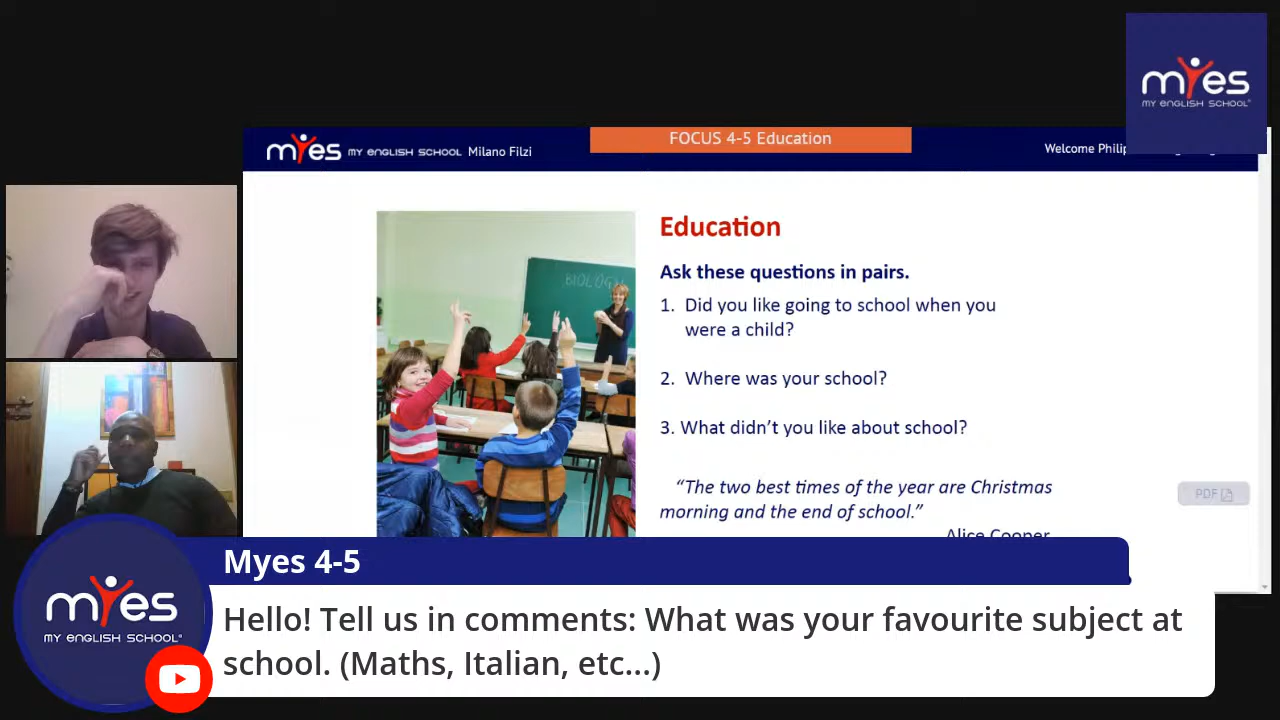 myes
MY ENGLISH SCHOOL
myes MY ENGLISH SCHOOL Milano Filzi
FOCUS 4-5 Education
Welcome Philip
BIOLOGY
Education
Ask these questions in pairs.
1. Did you like going to school when you
were a child?
2. Where was your school?
3. What didn't you like about school?
“The two best times of the year are Christmas
morning and the end of school.”
Alice Cooper
PDF
Myes 4-5
myes
MY ENGLISH SCHOOL
Hello! Tell us in comments: What was your favourite subject at
school. (Maths, Italian, etc...)